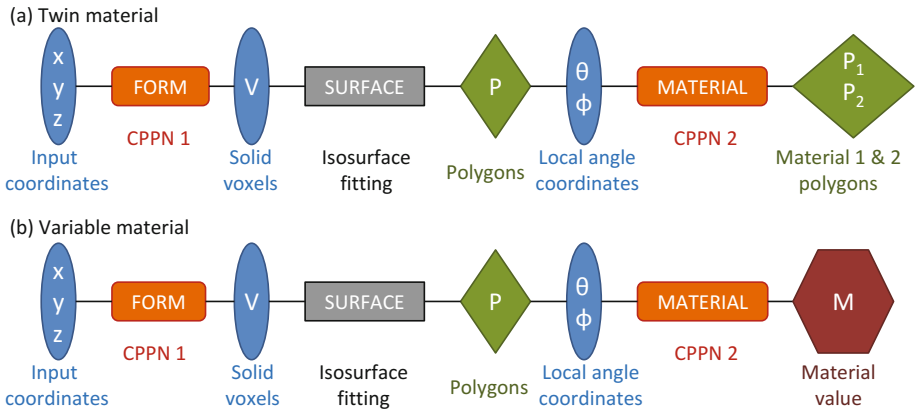 (a) Twin material
x
y
z
FORM
V
SURFACE
P
θ
ϕ
MATERIAL
P1
P2
CPPN 1
CPPN 2
Input
coordinates
Solid
voxels
Isosurface
fitting
Polygons
Local angle
coordinates
Material 1 & 2
polygons
(b) Variable material
x
y
z
FORM
V
SURFACE
P
θ
ϕ
MATERIAL
M
CPPN 1
CPPN 2
Input
coordinates
Solid
voxels
Isosurface
fitting
Polygons
Local angle
coordinates
Material
value